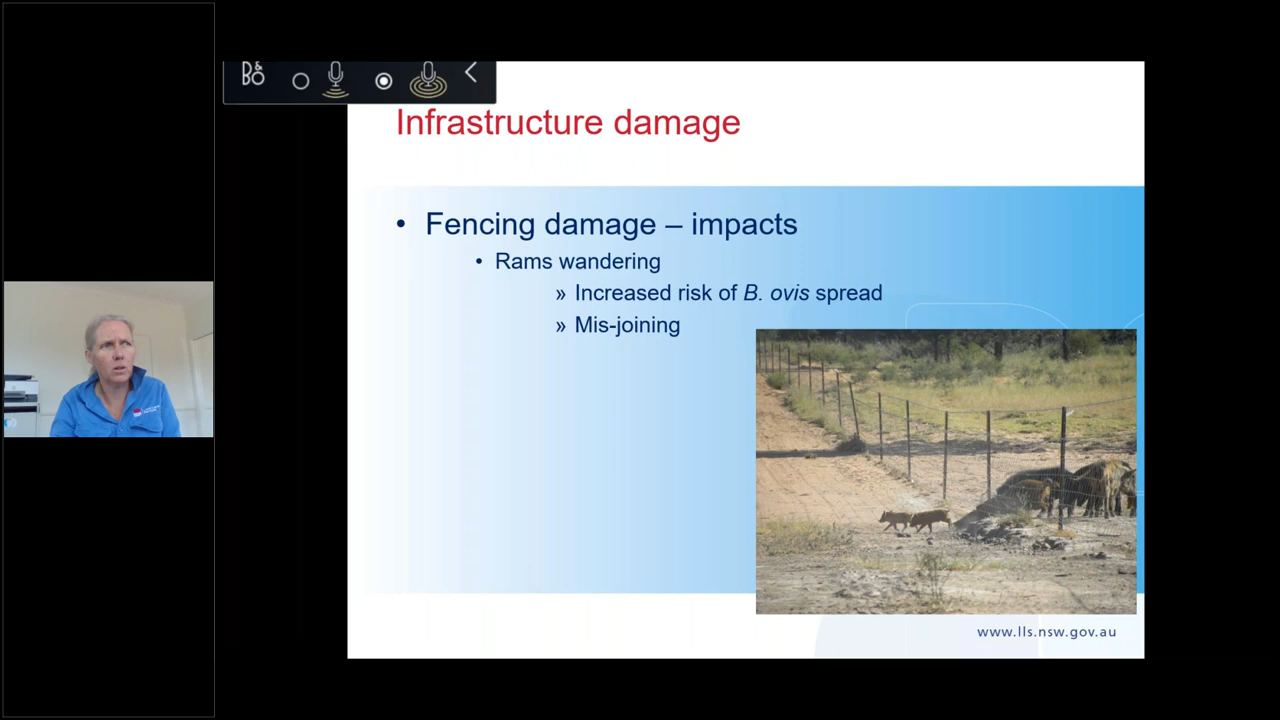 B&
BO
Infrastructure damage
• Fencing damage – impacts
• Rams wandering
» Increased risk of B. ovis spread
» Mis-joining
www.lls.nsw.gov.au